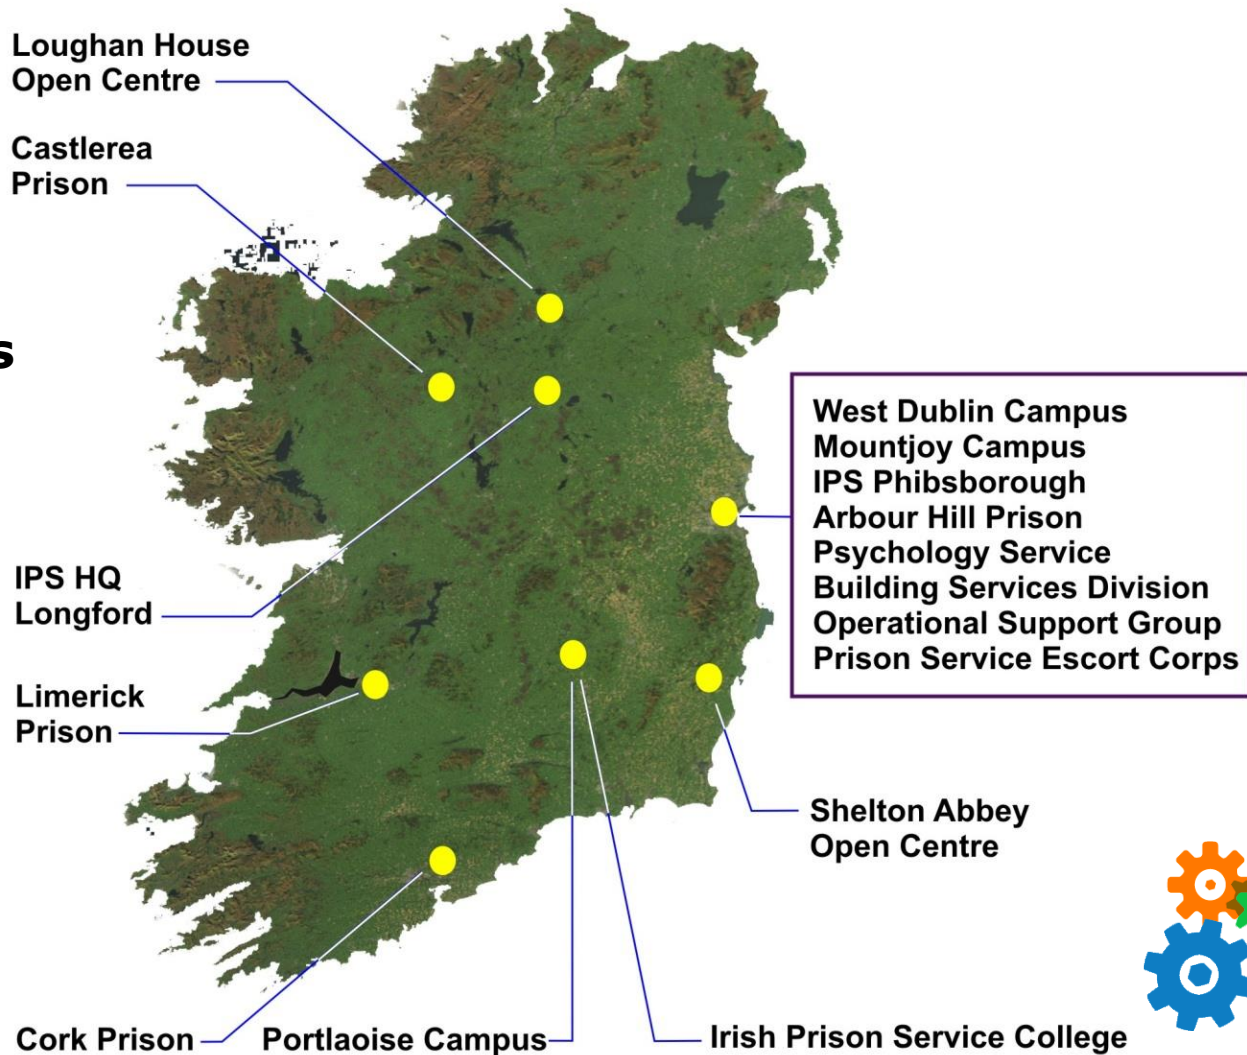 Loughan House
Open Centre
Castlerea
Prison
s
West Dublin Campus
Mountjoy Campus
IPS Phibsborough
Arbour Hill Prison
Psychology Service
Building Services Division
Operational Support Group
Prison Service Escort Corps
IPS HQ
Longford
Limerick
Prison
Shelton Abbey
Open Centre
Cork Prison
Portlaoise Campus
Irish Prison Service College